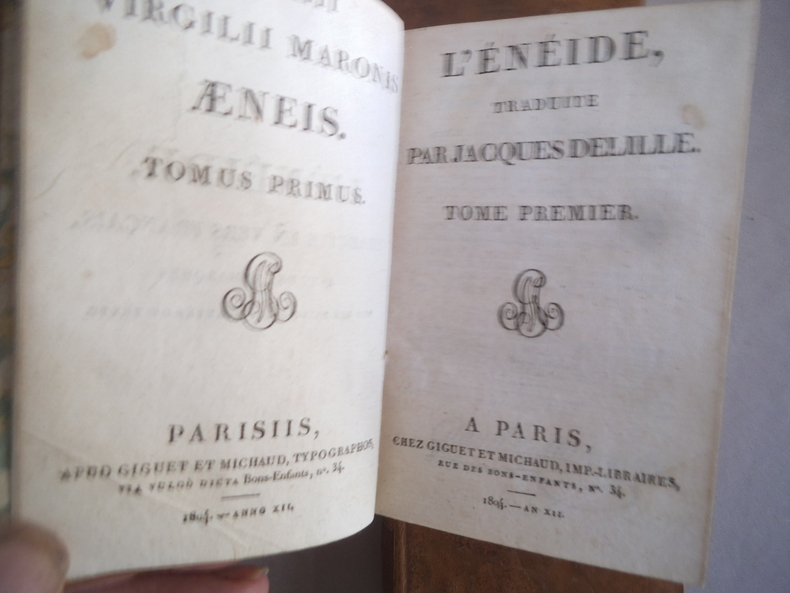 VIRGILII MARONIS
ÆNEIS.
TOMUS PRIMUS.
PARISIIS,
APUD GIGUET ET MICHAUD, TYPOGRAPHOS,
VIA VULGÒ DICTA Bons-Enfants, nº. 34.
1804. — ANNO XII.
L'ÉNÉIDE,
TRADUITE
PAR JACQUES DELILLE.
TOME PREMIER.
A PARIS,
CHEZ GIGUET ET MICHAUD, IMP.-LIBRAIRES,
RUE DES BONS-ENFANTS, Nº. 34.
1804. — AN XII.